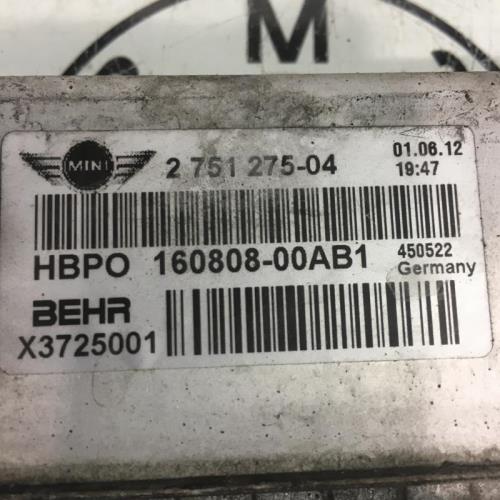 M
MINI
2 751 275-04
01.06.12
19:47
HBPO 160808-00AB1
450522
Germany
BEHR
X3725001